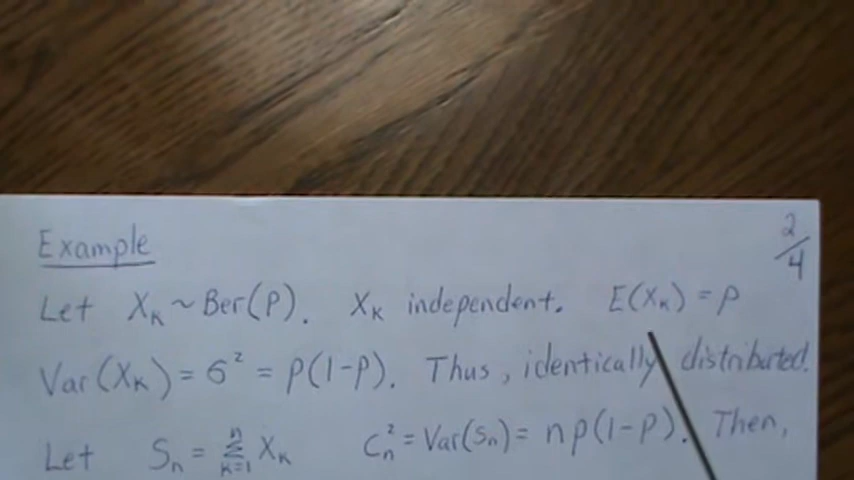 Example
2/4
Let X_K ~ Ber(P). X_K independent. E(X_K) = p
Var(X_K) = σ² = P(1-P). Thus, identically distributed.
Let S_n = Σ_{K=1}^{n} X_K C_n² = Var(S_n) = np(1-P). Then,